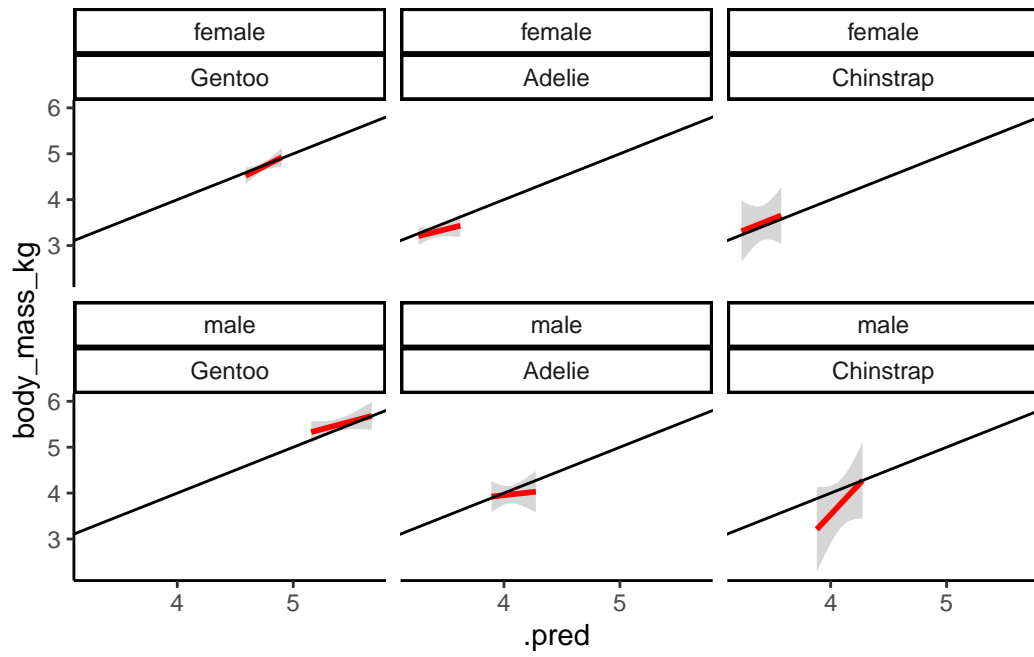 female
female
female
Gentoo
Adelie
Chinstrap
6
5
4
3
male
male
male
Gentoo
Adelie
Chinstrap
6
5
4
3
body_mass_kg
4
5
4
5
4
5
.pred